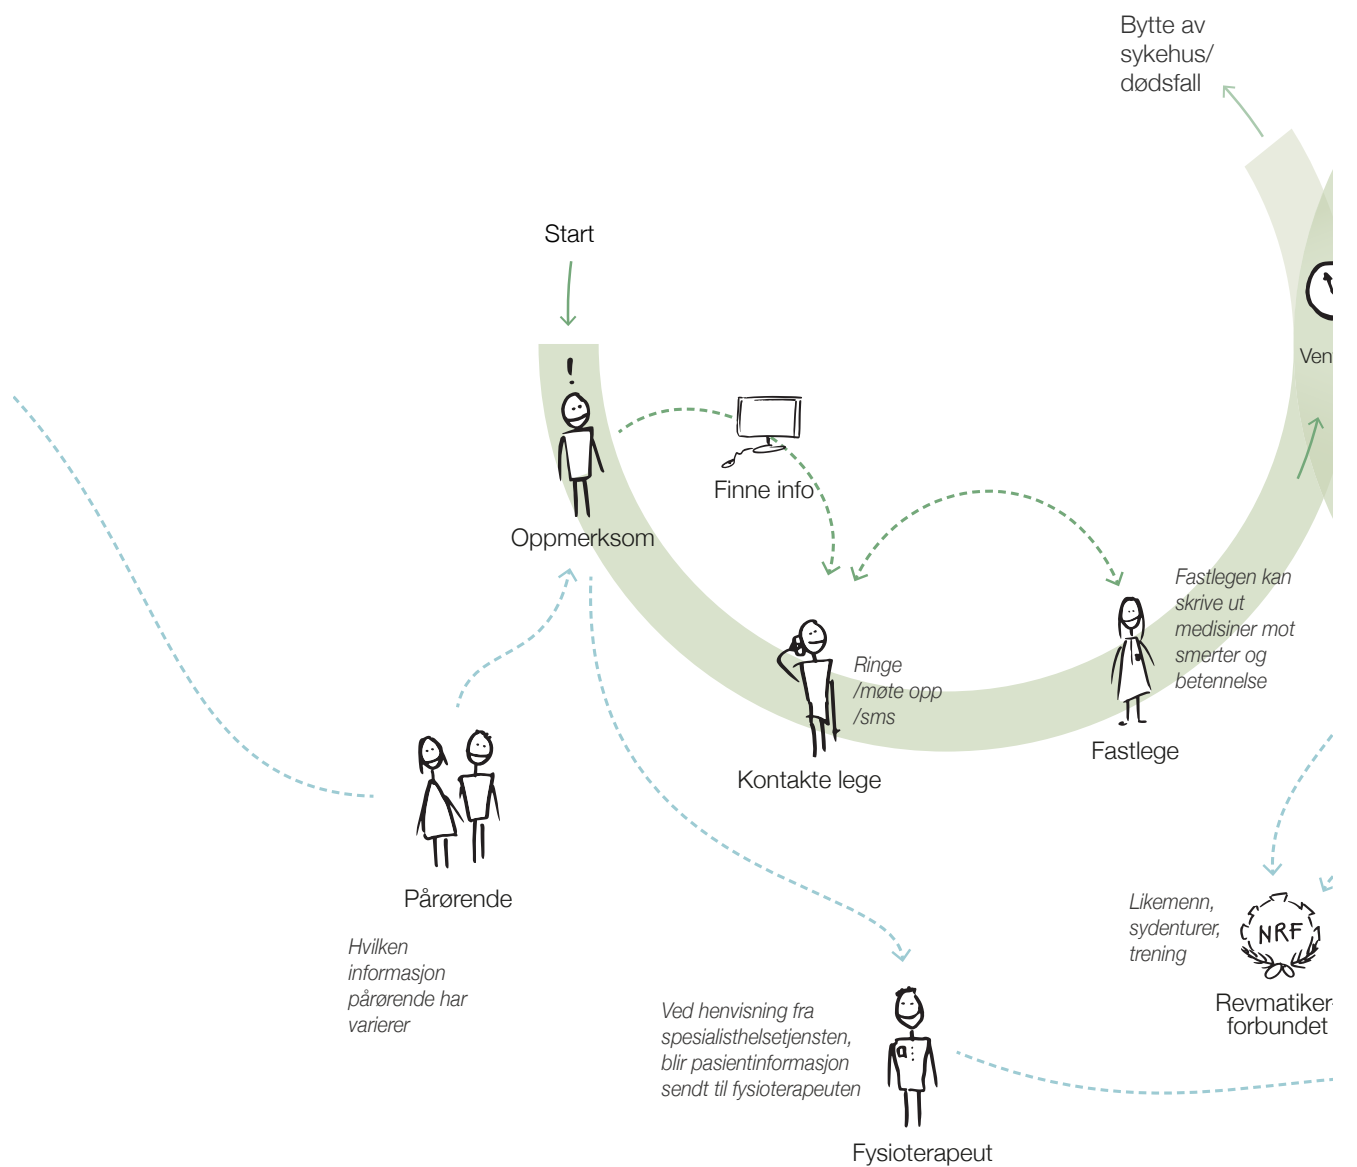 Bytte av
sykehus/
dødsfall
Start
!
Ven
Finne info
Oppmerksom
Fastlegen kan
skrive ut
medisiner mot
smerter og
betennelse
Ringe
/møte opp
/sms
Fastlege
Kontakte lege
Pårørende
Hvilken
informasjon
pårørende har
varierer
Likemenn,
sydenturer,
trening
NRF
Revmatiker-
forbundet
Ved henvisning fra
spesialisthelsetjensten,
blir pasientinformasjon
sendt til fysioterapeuten
Fysioterapeut